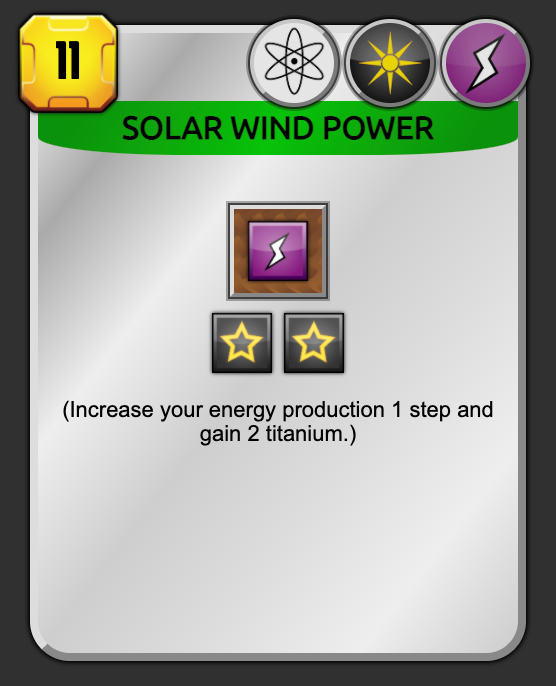 11
SOLAR WIND POWER
(Increase your energy production 1 step and
gain 2 titanium.)